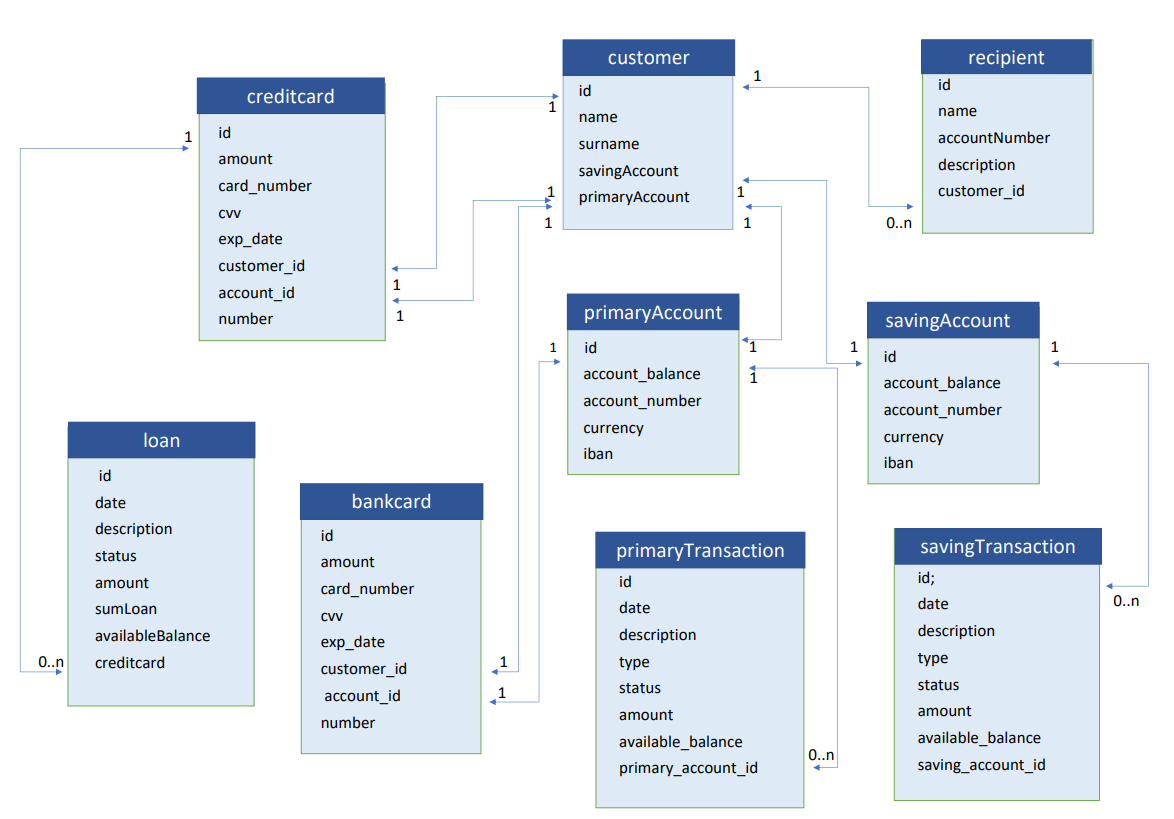 creditcard
id
amount
card_number
cvv
exp_date
customer_id
account_id
number
customer
id
name
surname
savingAccount
primaryAccount
recipient
id
name
accountNumber
description
customer_id
1
1
1
1
1
1
1
1
0..n
primaryAccount
id
account_balance
account_number
currency
iban
1
1
1
savingAccount
id
account_balance
account_number
currency
iban
1
1
loan
id
date
description
status
amount
sumLoan
availableBalance
creditcard
0..n
bankcard
id
amount
card_number
cvv
exp_date
customer_id
account_id
number
1
1
primaryTransaction
id
date
description
type
status
amount
available_balance
primary_account_id
0..n
savingTransaction
id;
date
description
type
status
amount
available_balance
saving_account_id
0..n